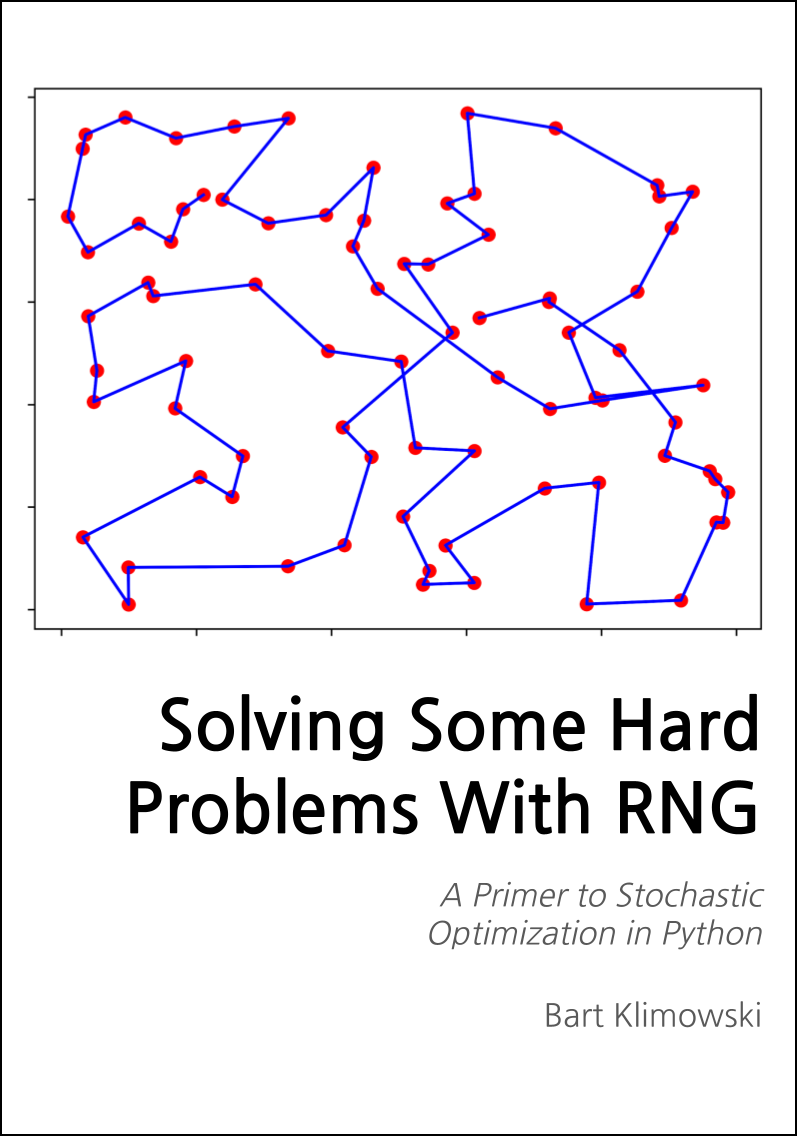 Solving Some Hard
Problems With RNG
A Primer to Stochastic
Optimization in Python
Bart Klimowski